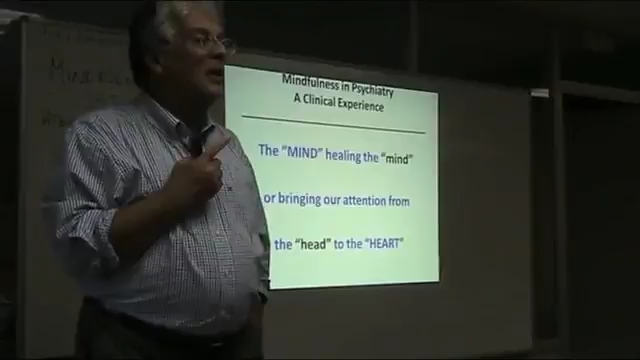 Mindfulness in Psychiatry
A Clinical Experience
The "MIND" healing the "mind"
or bringing our attention from
the "head" to the "HEART"